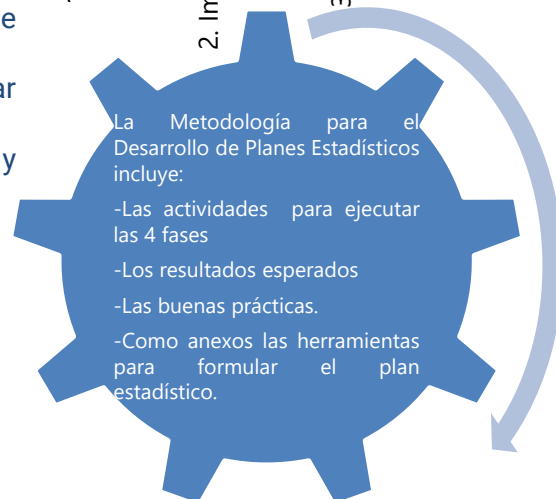 e
ar
y
2. Im
La Metodología para el
Desarrollo de Planes Estadísticos
incluye:
-Las actividades para ejecutar
las 4 fases
-Los resultados esperados
-Las buenas prácticas.
-Como anexos las herramientas
para formular el plan
estadístico.